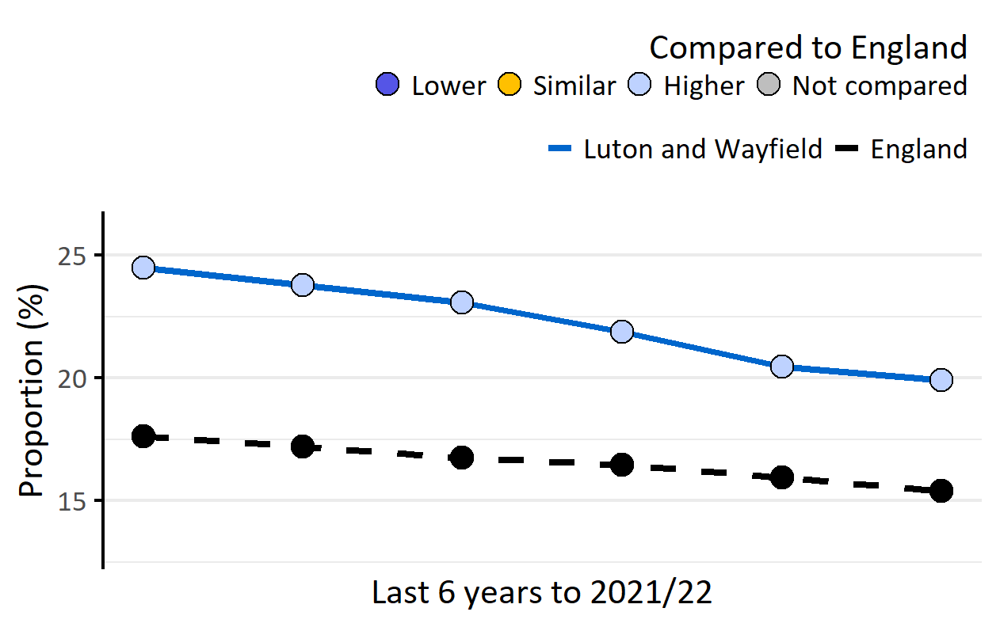 Compared to England
Lower Similar Higher Not compared
Luton and Wayfield England
Proportion (%)
25
20
15
Last 6 years to 2021/22